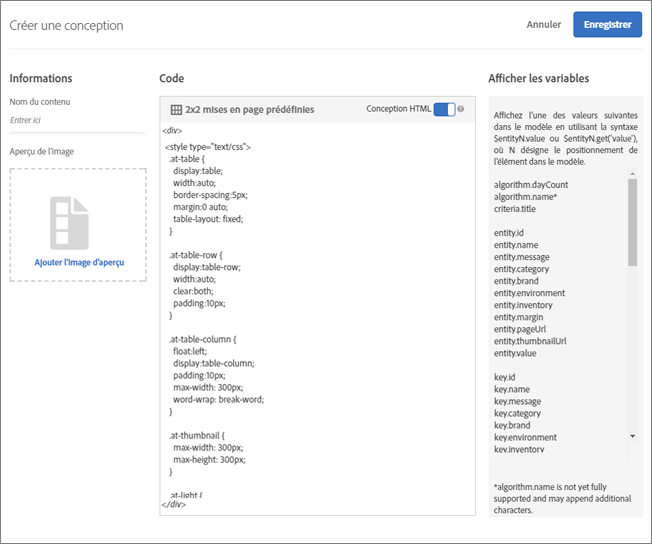 Créer une conception
Annuler
Enregistrer
Informations
Nom du contenu
Entrer ici
Aperçu de l'image
Ajouter l'image d'aperçu
Code
2x2 mises en page prédéfinies
Conception HTML
<div>
<style type="text/css">
.at-table {
display:table;
width:auto;
border-spacing:5px;
margin:0 auto;
table-layout: fixed;
}
.at-table-row {
display:table-row;
width:auto;
clear:both;
padding:10px;
}
.at-table-column {
float:left;
display:table-column;
padding:10px;
max-width: 300px;
word-wrap: break-word;
}
.at-thumbnail {
max-width: 300px;
max-height: 300px;
}
.at-light {
</div>
Afficher les variables
Affichez l'une des valeurs suivantes
dans le modèle en utilisant la syntaxe
$entityN.value ou $entityN.get('value'),
où N désigne le positionnement de
l'élément dans le modèle.
algorithm.dayCount
algorithm.name*
criteria.title
entity.id
entity.name
entity.message
entity.category
entity.brand
entity.environment
entity.inventory
entity.margin
entity.pageUrl
entity.thumbnailUrl
entity.value
key.id
key.name
key.message
key.category
key.brand
key.environment
key.inventory
*algorithm.name is not yet fully
supported and may append additional
characters.